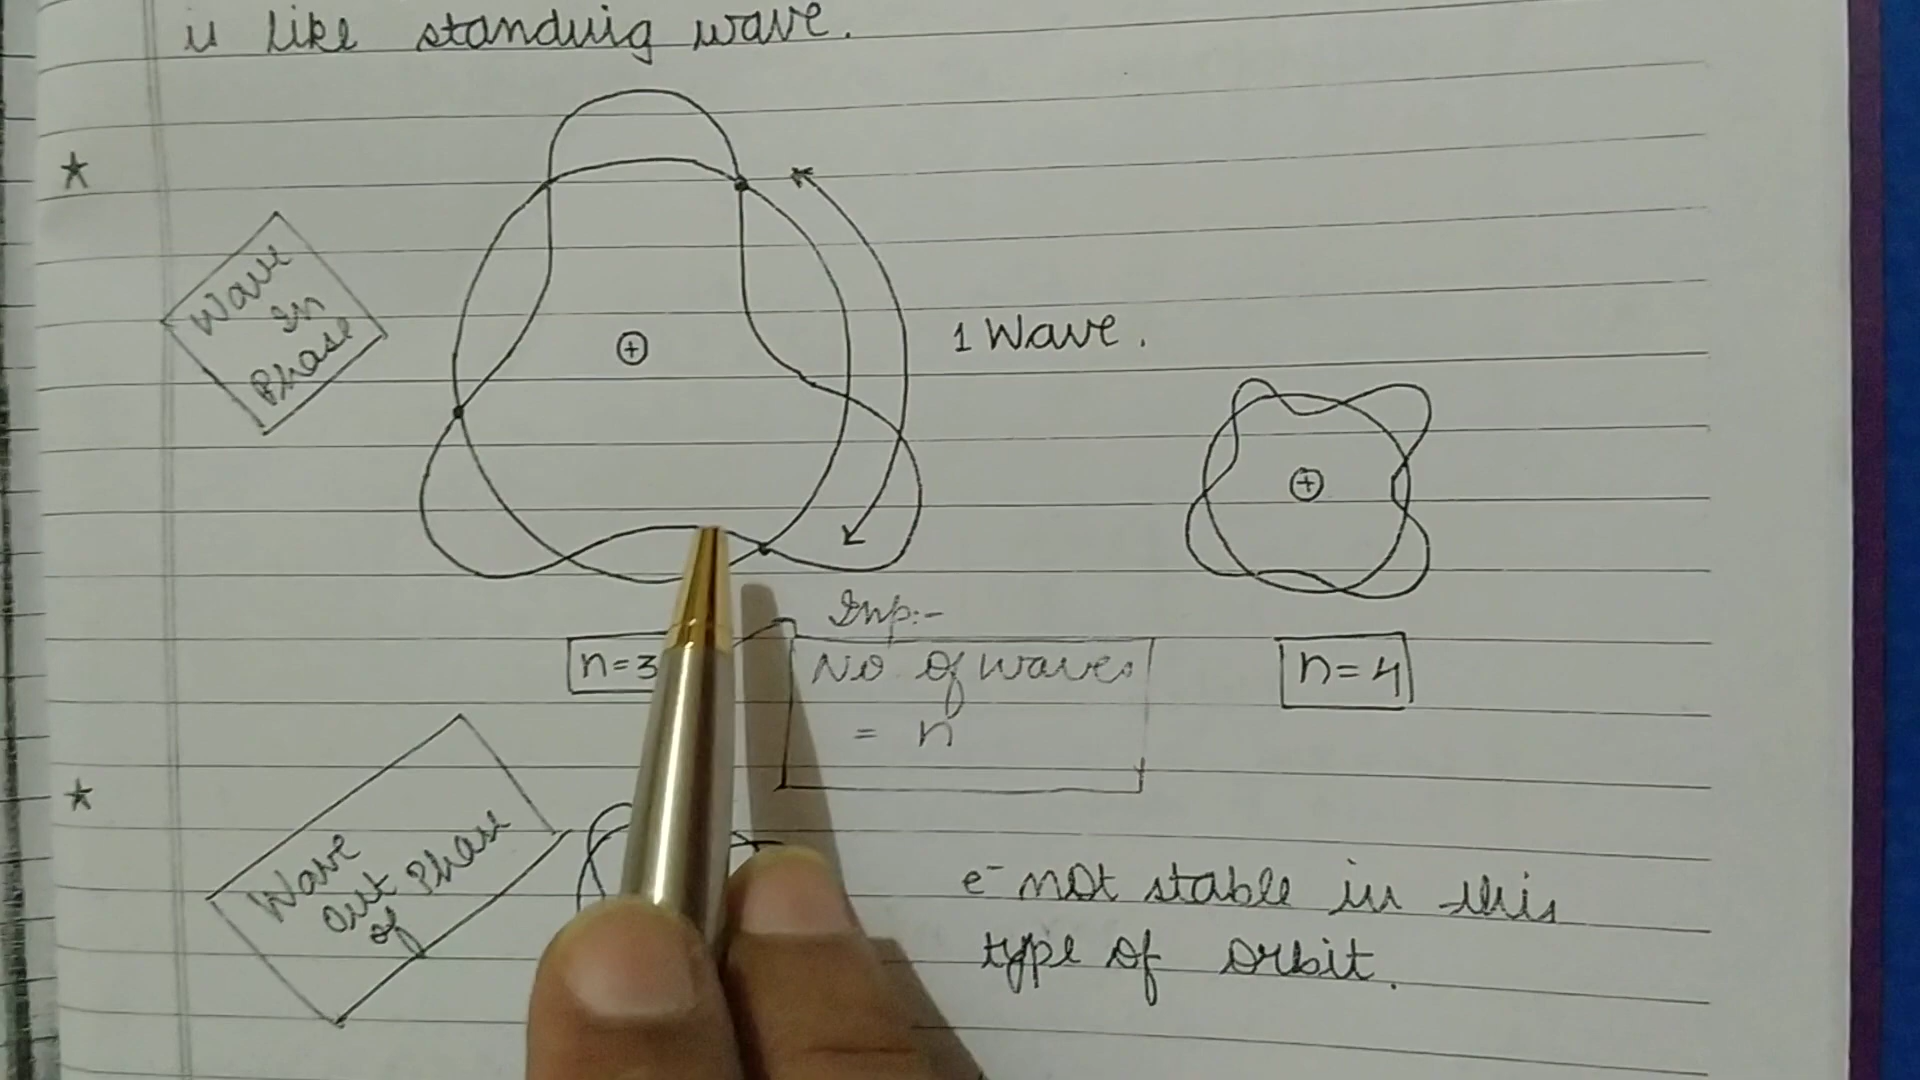 is like standing wave.
Wave
In
Phase
+
1 Wave.
+
Imp:-
n=3
No of waves
= n
n=4
Wave
out Phase
of
e- not stable in this
type of orbit.